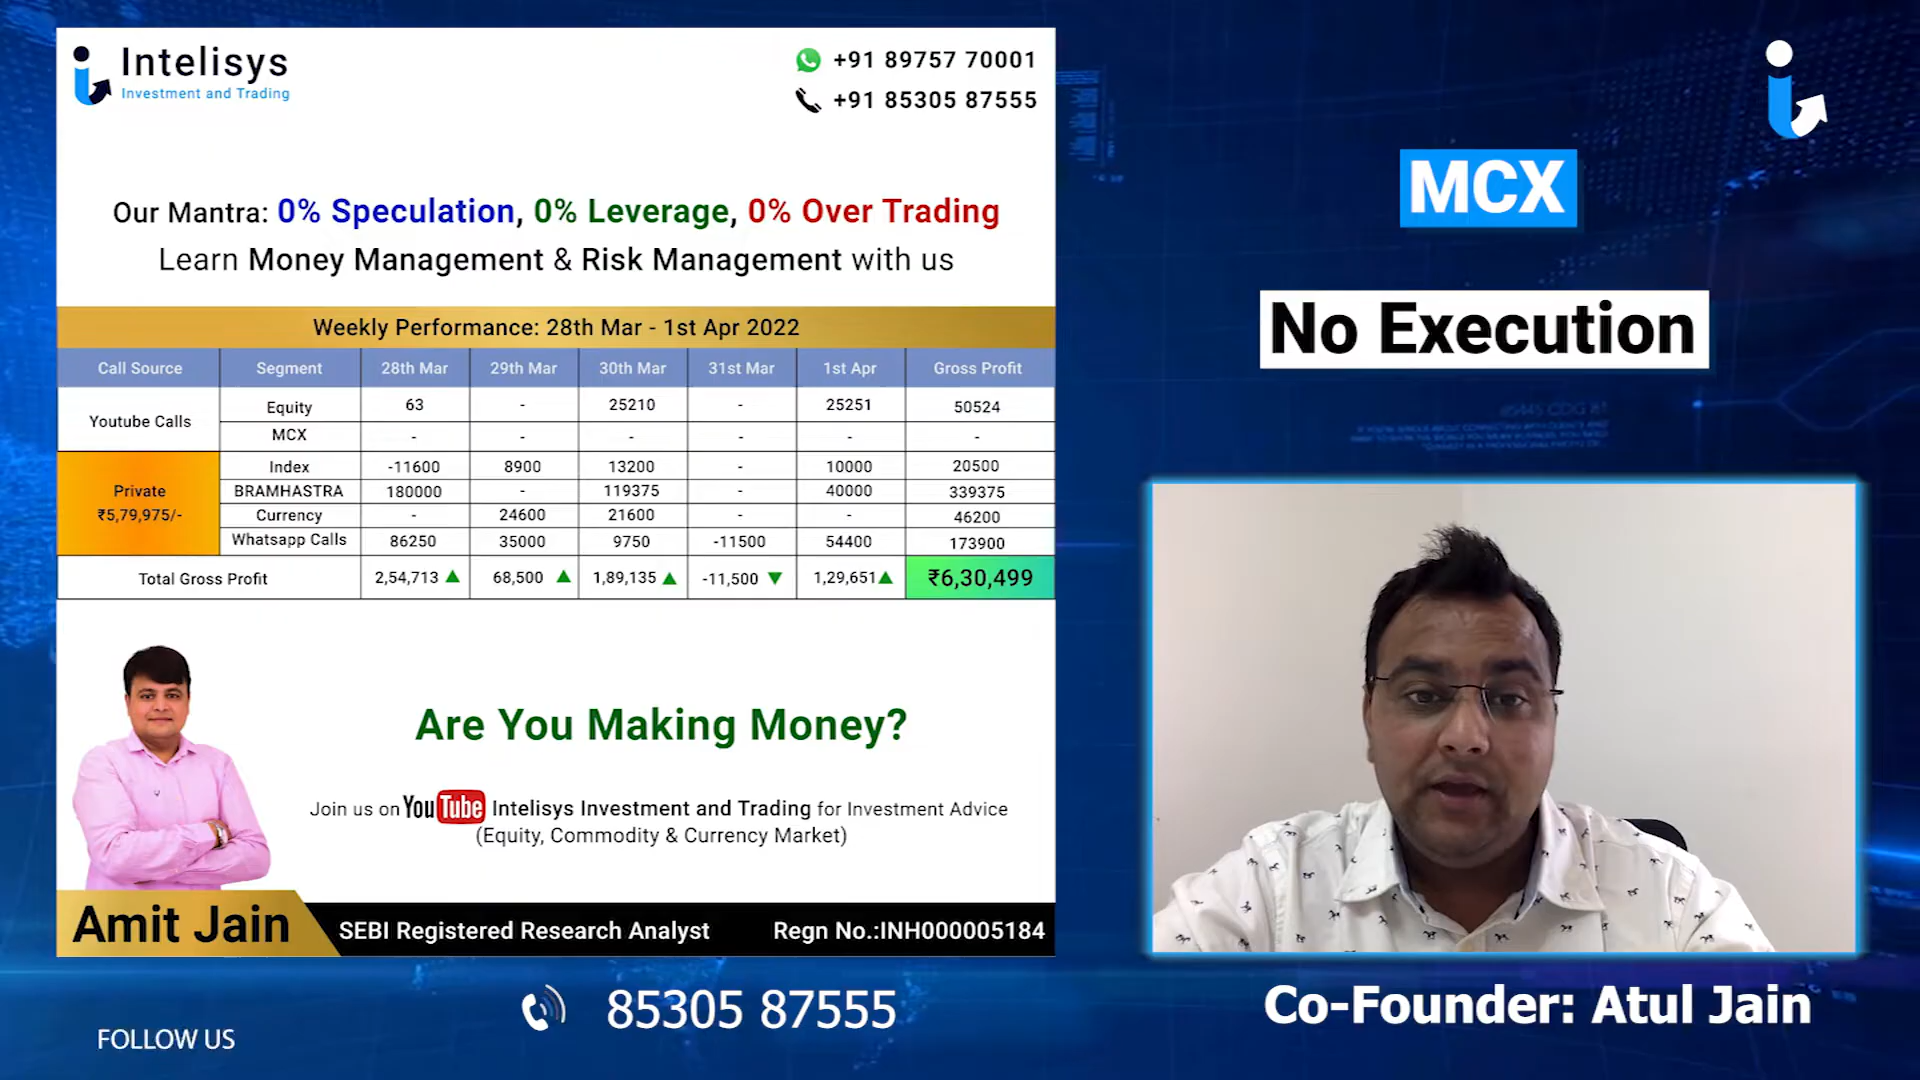 Intelisys
Investment and Trading
+91 89757 70001
+91 85305 87555
Our Mantra: 0% Speculation, 0% Leverage, 0% Over Trading
Learn Money Management & Risk Management with us
Weekly Performance: 28th Mar - 1st Apr 2022
Call Source Segment 28th Mar 29th Mar 30th Mar 31st Mar 1st Apr Gross Profit
Youtube Calls
Equity 63 - 25210 - 25251 50524
MCX - - - - - -
Private
₹5,79,975/-
Index -11600 8900 13200 - 10000 20500
BRAMHASTRA 180000 - 119375 - 40000 339375
Currency - 24600 21600 - - 46200
Whatsapp Calls 86250 35000 9750 -11500 54400 173900
Total Gross Profit 2,54,713 ▲ 68,500 ▲ 1,89,135 ▲ -11,500 ▼ 1,29,651 ▲ ₹6,30,499
Are You Making Money?
Join us on YouTube Intelisys Investment and Trading for Investment Advice
(Equity, Commodity & Currency Market)
Amit Jain
SEBI Registered Research Analyst Regn No.:INH000005184
MCX
No Execution
Co-Founder: Atul Jain
85305 87555
FOLLOW US